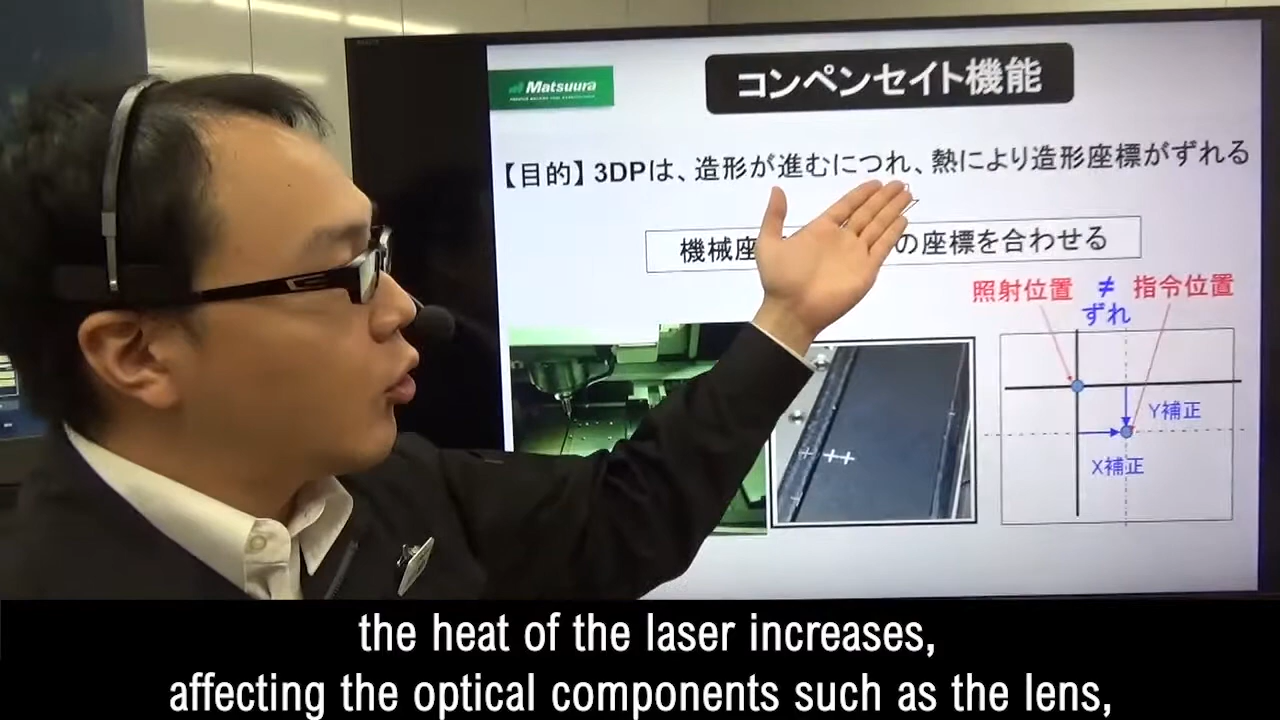 Matsuura
コンペンセイト機能
【目的】3DPは、造形が進むにつれ、熱により造形座標がずれる
機械座
の座標を合わせる
照射位置 ≠ 指令位置
ずれ
Y補正
X補正
the heat of the laser increases,
affecting the optical components such as the lens,